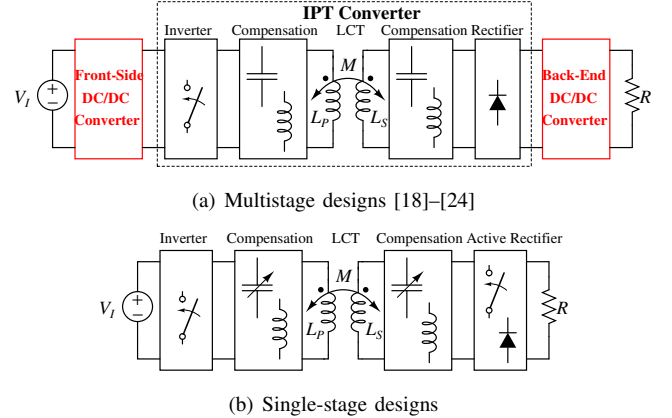 IPT Converter
Inverter Compensation LCT Compensation Rectifier
V_I
+
−
Front-Side
DC/DC
Converter
M
L_P L_S
Back-End
DC/DC
Converter
R
(a) Multistage designs [18]–[24]
Inverter Compensation LCT Compensation Active Rectifier
V_I
+
−
M
L_P L_S
R
(b) Single-stage designs